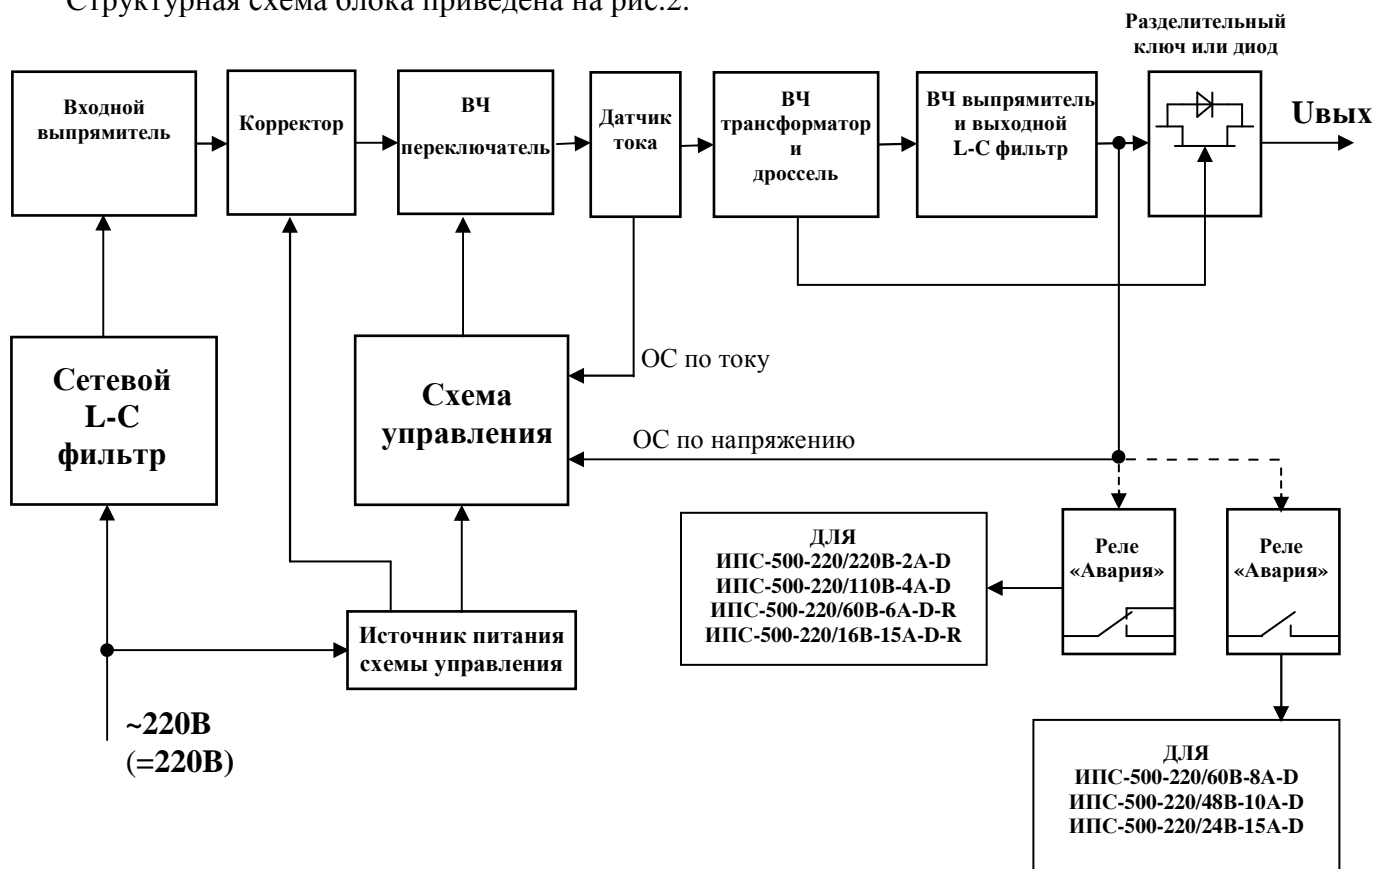 Структурная схема блока приведена на рис.2.
Разделительный
ключ или диод
Входной
выпрямитель
Корректор
ВЧ
переключатель
Датчик
тока
ВЧ
трансформатор
и
дроссель
ВЧ выпрямитель
и выходной
L-C фильтр
Uвых
Сетевой
L-C
фильтр
Схема
управления
ОС по току
ОС по напряжению
Источник питания
схемы управления
~220В
(=220В)
ДЛЯ
ИПС-500-220/220В-2А-D
ИПС-500-220/110В-4А-D
ИПС-500-220/60В-6А-D-R
ИПС-500-220/16В-15А-D-R
Реле
«Авария»
Реле
«Авария»
ДЛЯ
ИПС-500-220/60В-8А-D
ИПС-500-220/48В-10А-D
ИПС-500-220/24В-15А-D